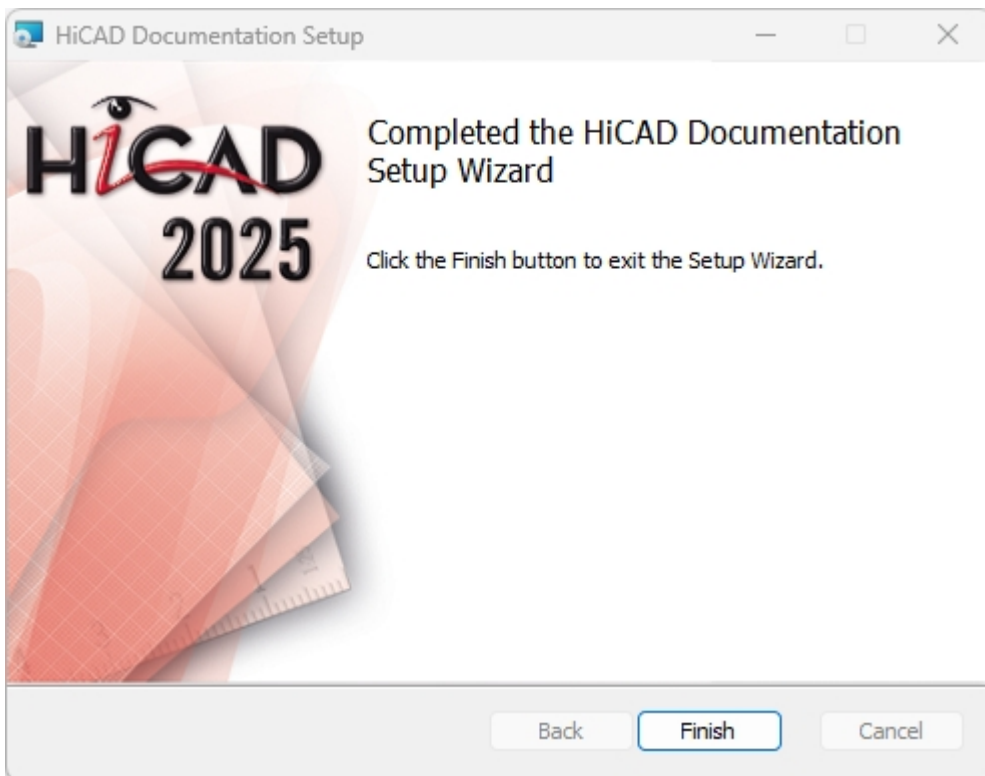 HiCAD Documentation Setup
HiCAD
2025
Completed the HiCAD Documentation
Setup Wizard
Click the Finish button to exit the Setup Wizard.
Back
Finish
Cancel